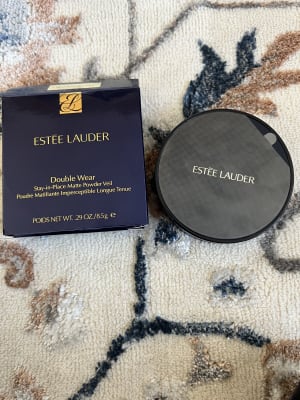 ESTĒE LAUDER
Double Wear
Stay-in-Place Matte Powder Veil
Poudre Matifiante Imperceptible Longue Tenue
POIDS NET WT. .29 OZ./8.5g ℮
ESTĒE LAUDER